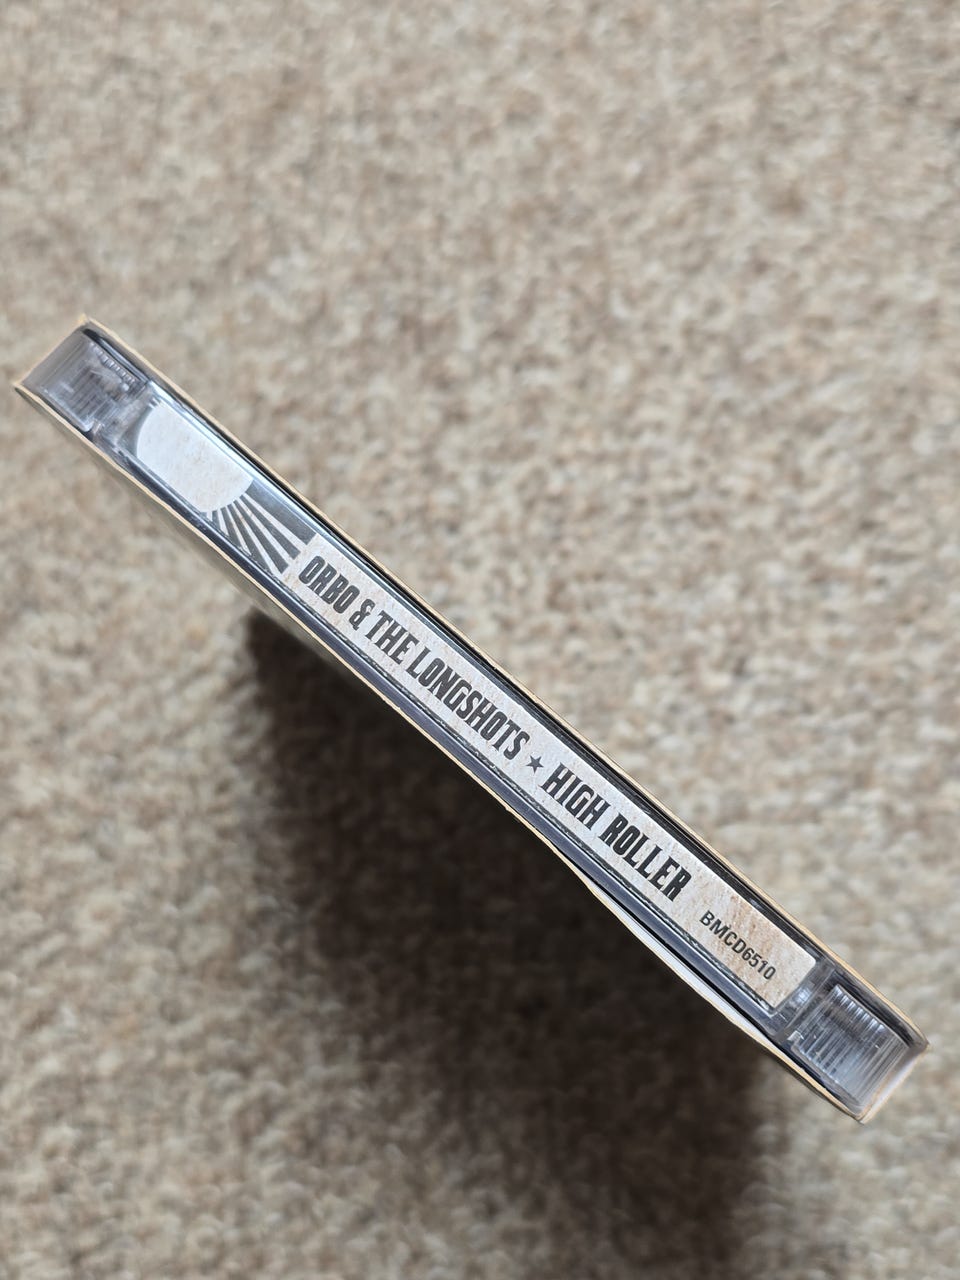 ORBO & THE LONGSHOTS ★ HIGH ROLLER BMCD6510